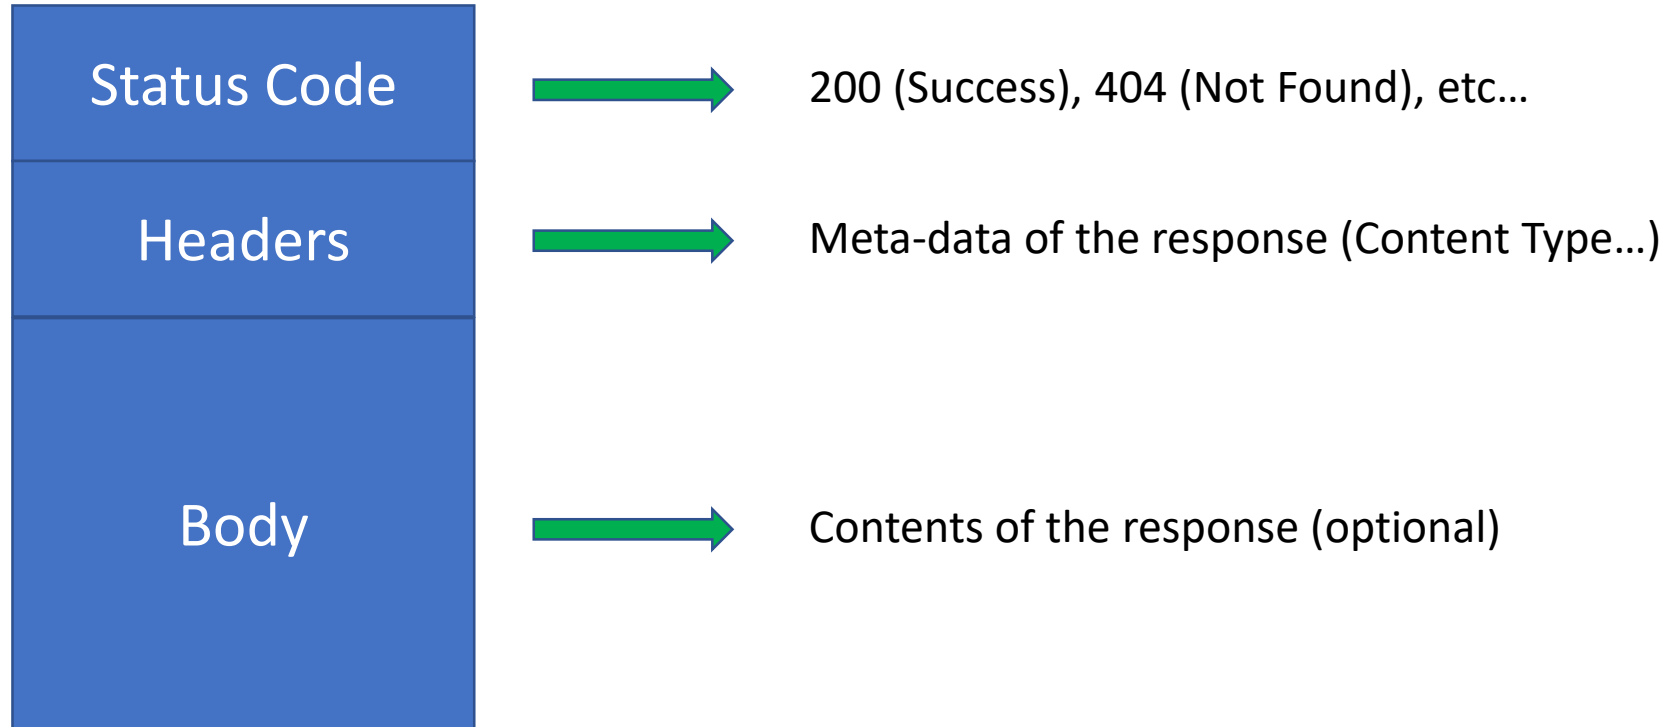 Status Code
200 (Success), 404 (Not Found), etc…
Headers
Meta-data of the response (Content Type…)
Body
Contents of the response (optional)